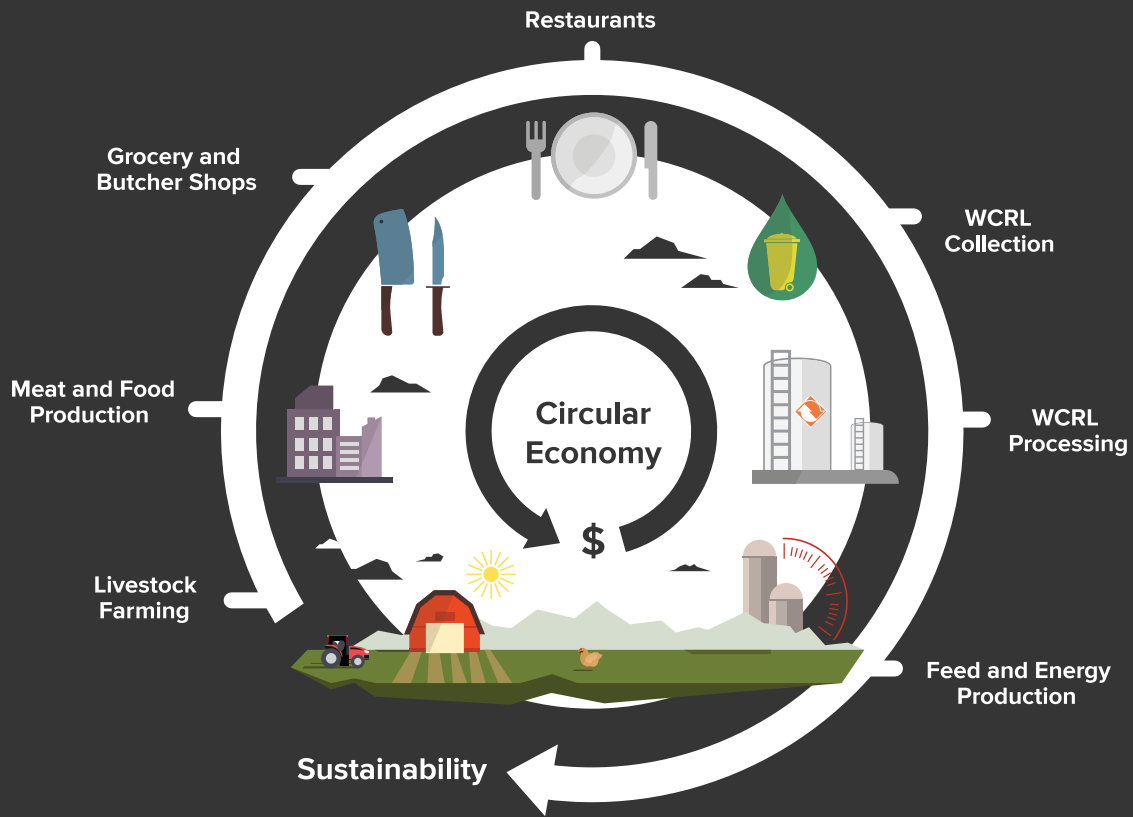 Restaurants
Grocery and
Butcher Shops
WCRL
Collection
Meat and Food
Production
Circular
Economy
$
WCRL
Processing
Livestock
Farming
Feed and Energy
Production
Sustainability